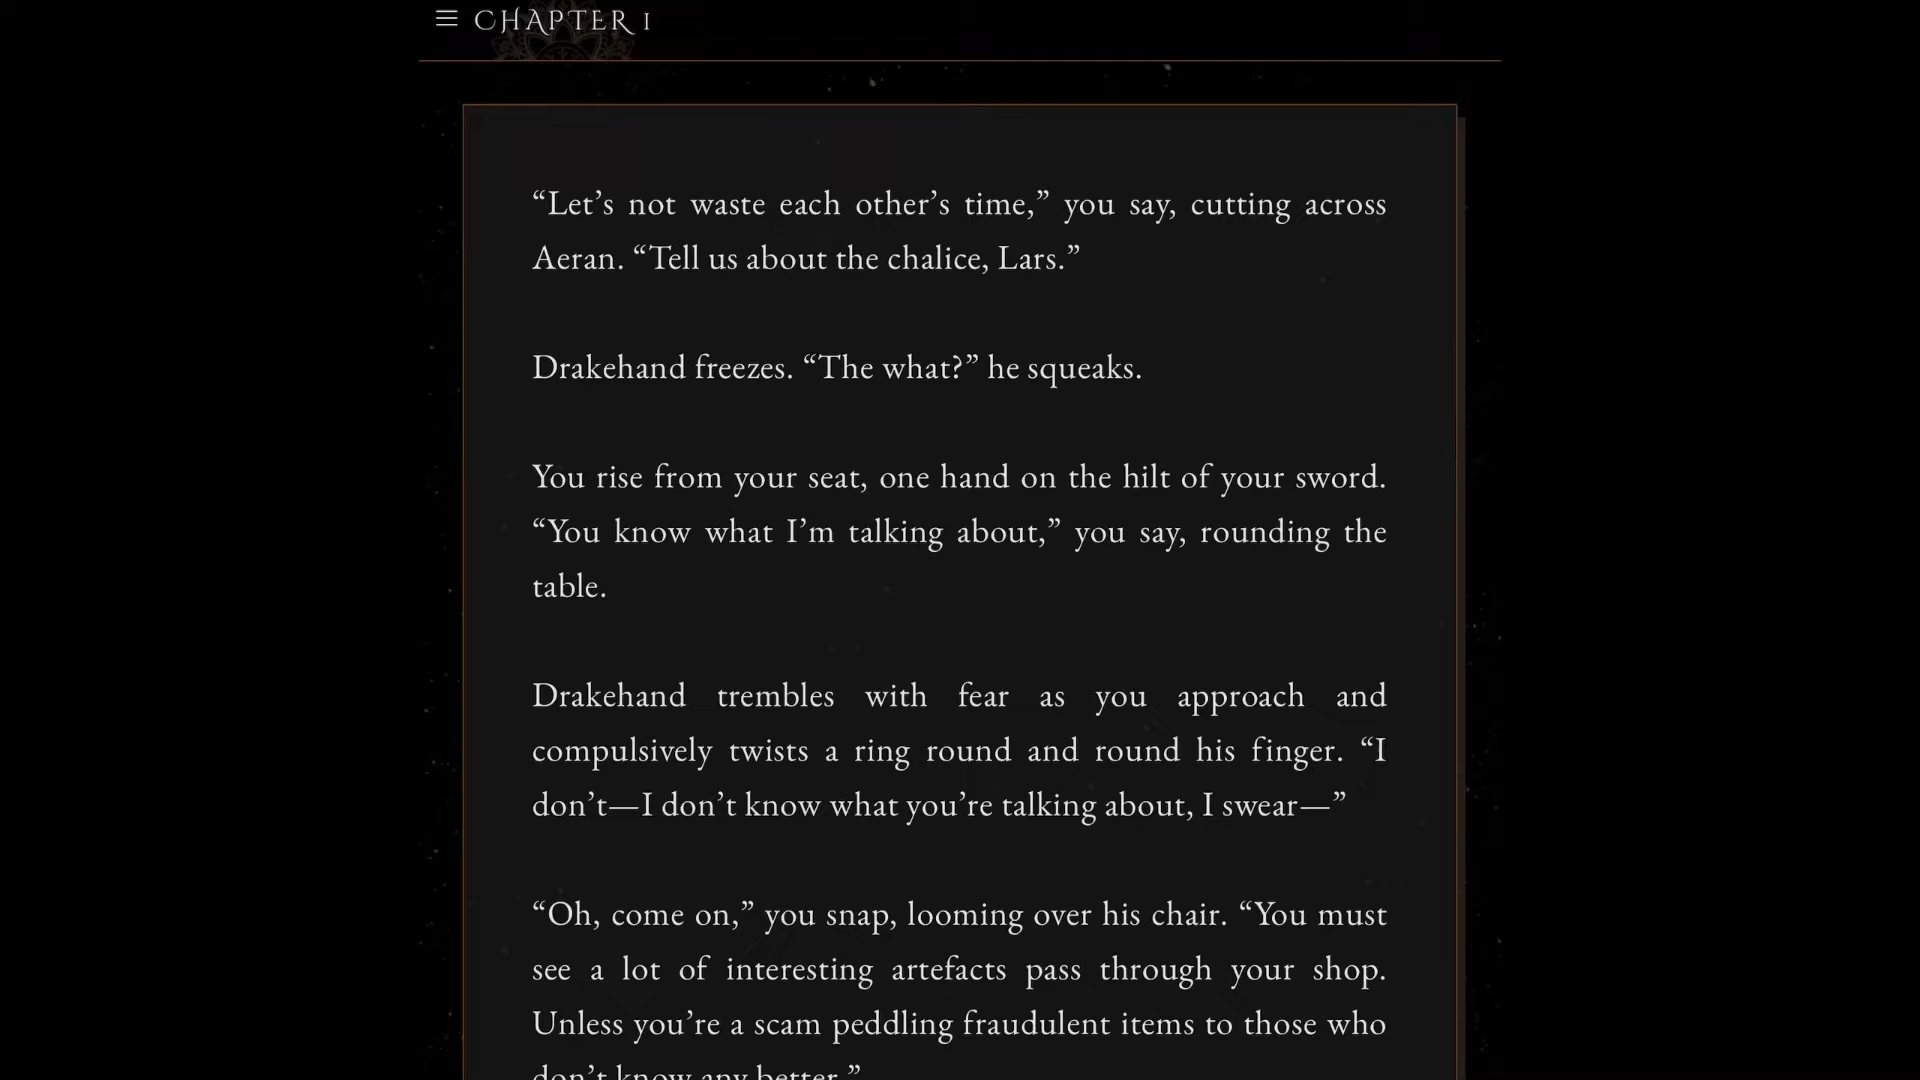 CHAPTER I
“Let’s not waste each other’s time,” you say, cutting across
Aeran. “Tell us about the chalice, Lars.”
Drakehand freezes. “The what?” he squeaks.
You rise from your seat, one hand on the hilt of your sword.
“You know what I’m talking about,” you say, rounding the
table.
Drakehand trembles with fear as you approach and
compulsively twists a ring round and round his finger. “I
don’t—I don’t know what you’re talking about, I swear—”
“Oh, come on,” you snap, looming over his chair. “You must
see a lot of interesting artefacts pass through your shop.
Unless you’re a scam peddling fraudulent items to those who
don’t know any better.”